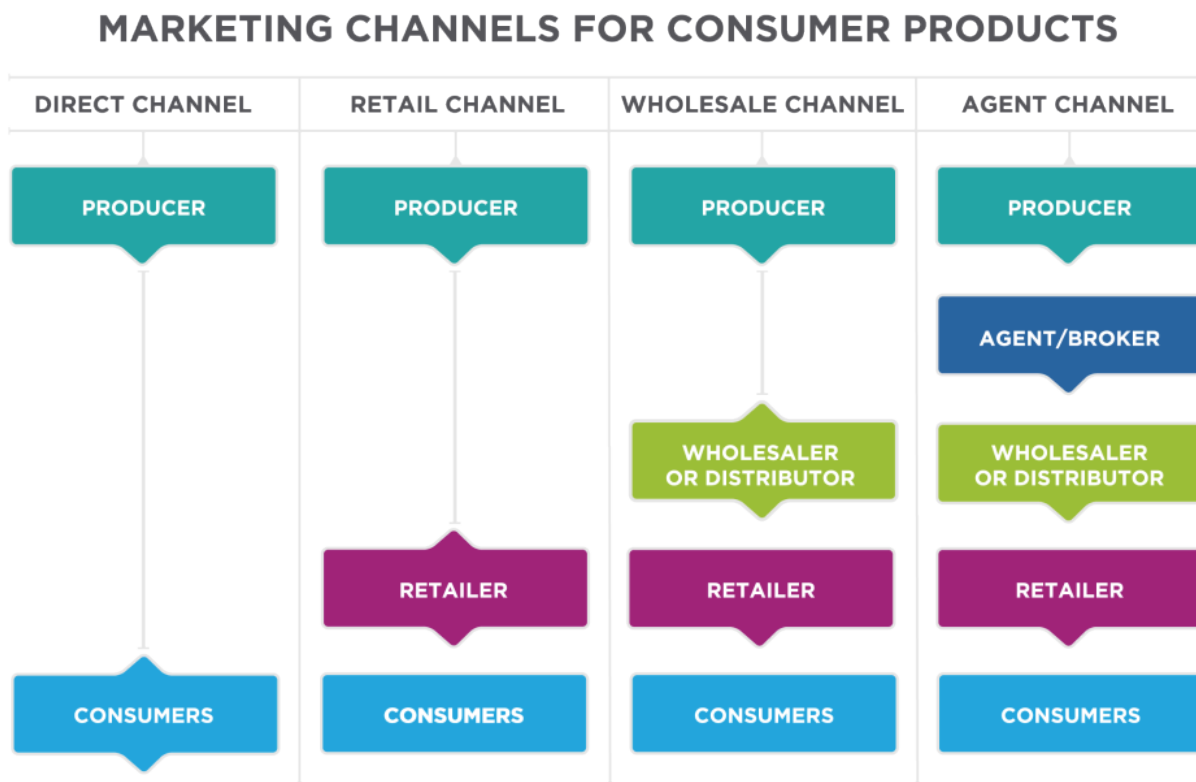 MARKETING CHANNELS FOR CONSUMER PRODUCTS
DIRECT CHANNEL
PRODUCER
CONSUMERS
RETAIL CHANNEL
PRODUCER
RETAILER
CONSUMERS
WHOLESALE CHANNEL
PRODUCER
WHOLESALER
OR DISTRIBUTOR
RETAILER
CONSUMERS
AGENT CHANNEL
PRODUCER
AGENT/BROKER
WHOLESALER
OR DISTRIBUTOR
RETAILER
CONSUMERS